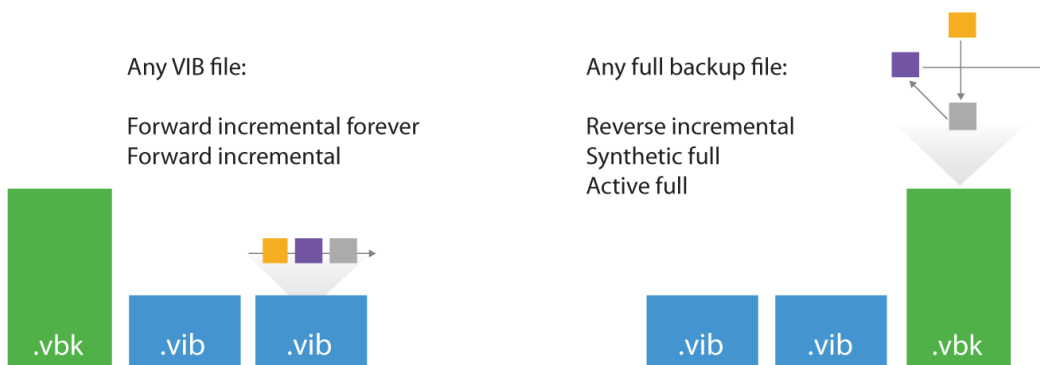 Any VIB file:
Forward incremental forever
Forward incremental
.vbk
.vib
.vib
Any full backup file:
Reverse incremental
Synthetic full
Active full
.vib
.vib
.vbk